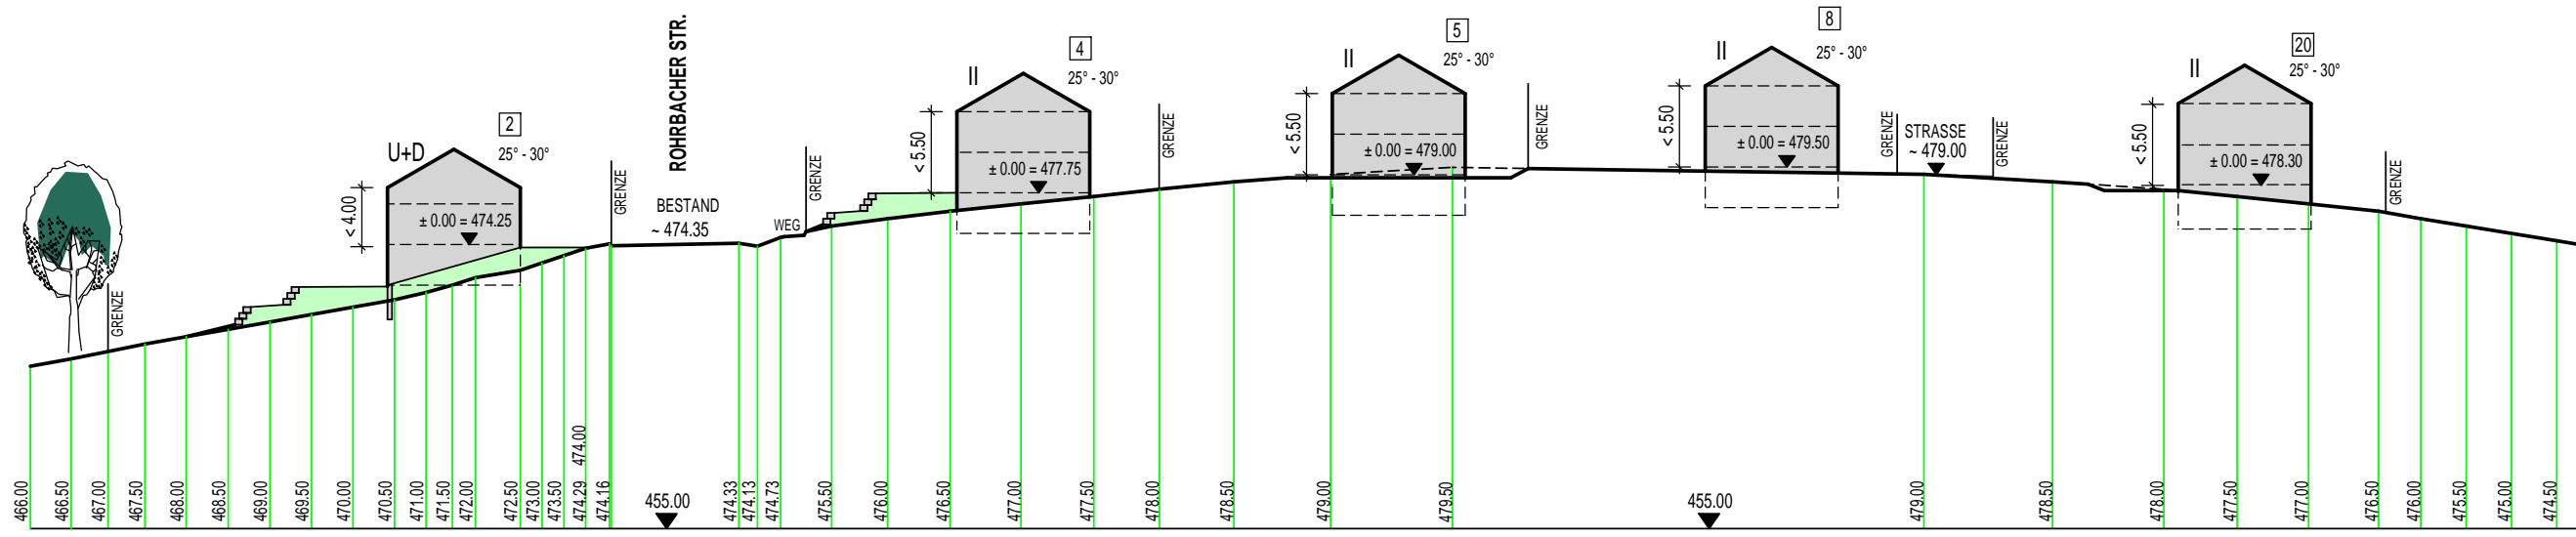 2
25° - 30°
U+D
< 4.00
± 0.00 = 474.25
GRENZE
GRENZE
ROHRBACHER STR.
BESTAND
~ 474.35
WEG
GRENZE
4
25° - 30°
II
< 5.50
± 0.00 = 477.75
GRENZE
5
25° - 30°
II
< 5.50
± 0.00 = 479.00
GRENZE
8
25° - 30°
II
< 5.50
± 0.00 = 479.50
GRENZE
STRASSE
~ 479.00
GRENZE
20
25° - 30°
II
< 5.50
± 0.00 = 478.30
GRENZE
466.00
466.50
467.00
467.50
468.00
468.50
469.00
469.50
470.00
470.50
471.00
471.50
472.00
472.50
473.00
473.50
474.00
474.29
474.16
455.00
474.33
474.13
474.73
475.50
476.00
476.50
477.00
477.50
478.00
478.50
479.00
479.50
455.00
479.00
478.50
478.00
477.50
477.00
476.50
476.00
475.50
475.00
474.50